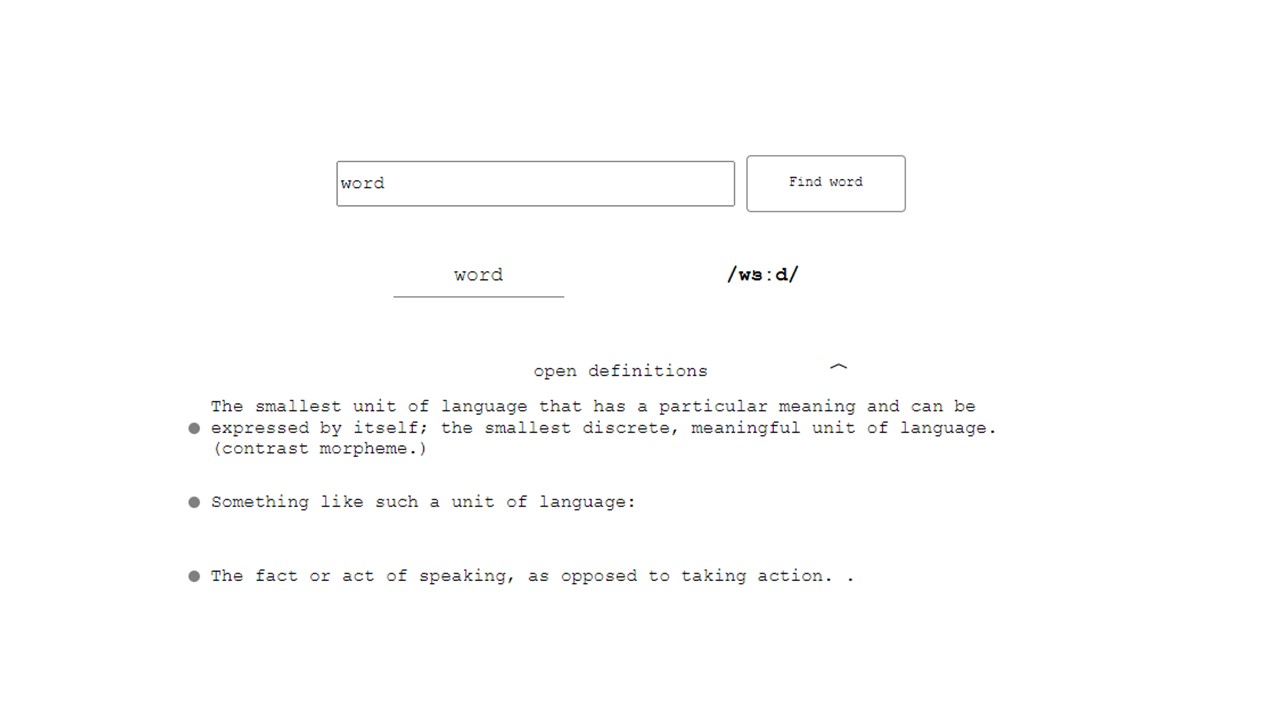 word
Find word
word
/wɜːd/
open definitions
The smallest unit of language that has a particular meaning and can be
expressed by itself; the smallest discrete, meaningful unit of language.
(contrast morpheme.)
Something like such a unit of language:
The fact or act of speaking, as opposed to taking action. .